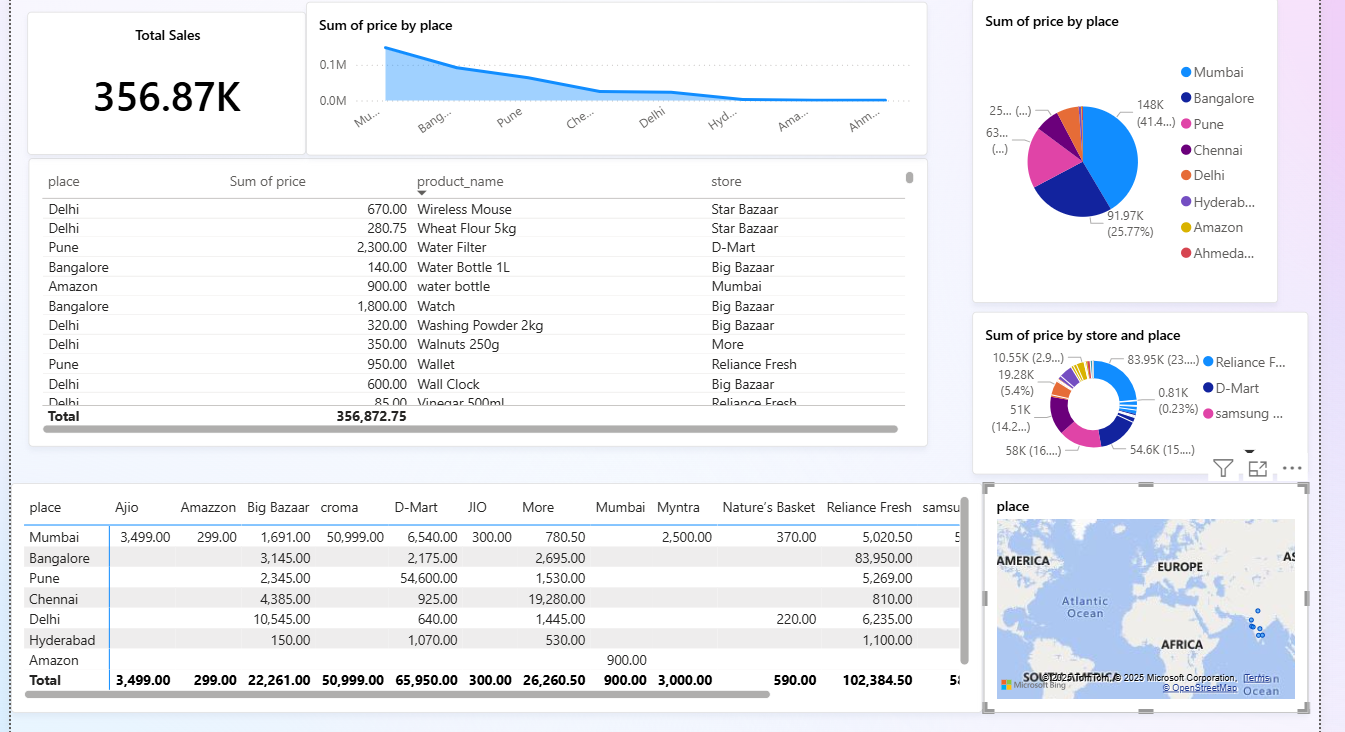 Total Sales
356.87K
Sum of price by place
0.1M
0.0M
Mu...
Bang...
Pune
Che...
Delhi
Hyd...
Ama...
Ahm...
Sum of price by place
148K
(41.4...)
91.97K
(25.77%)
63...
(...)
25... (...)
Mumbai
Bangalore
Pune
Chennai
Delhi
Hyderab...
Amazon
Ahmeda...
place Sum of price product_name store
Delhi 670.00 Wireless Mouse Star Bazaar
Delhi 280.75 Wheat Flour 5kg Star Bazaar
Pune 2,300.00 Water Filter D-Mart
Bangalore 140.00 Water Bottle 1L Big Bazaar
Amazon 900.00 water bottle Mumbai
Bangalore 1,800.00 Watch Big Bazaar
Delhi 320.00 Washing Powder 2kg Big Bazaar
Delhi 350.00 Walnuts 250g More
Pune 950.00 Wallet Reliance Fresh
Delhi 600.00 Wall Clock Big Bazaar
Delhi 85.00 Vinegar 500ml Reliance Fresh
Total 356,872.75
Sum of price by store and place
10.55K (2.9...)
19.28K
(5.4%)
51K
(14.2...)
58K (16....)
83.95K (23....)
0.81K
(0.23%)
54.6K (15....)
Reliance F...
D-Mart
samsung ...
place Ajio Amazzon Big Bazaar croma D-Mart JIO More Mumbai Myntra Nature's Basket Reliance Fresh samsu
Mumbai 3,499.00 299.00 1,691.00 50,999.00 6,540.00 300.00 780.50 2,500.00 370.00 5,020.50 5
Bangalore 3,145.00 2,175.00 2,695.00 83,950.00
Pune 2,345.00 54,600.00 1,530.00 5,269.00
Chennai 4,385.00 925.00 19,280.00 810.00
Delhi 10,545.00 640.00 1,445.00 220.00 6,235.00
Hyderabad 150.00 1,070.00 530.00 1,100.00
Amazon 900.00
Total 3,499.00 299.00 22,261.00 50,999.00 65,950.00 300.00 26,260.50 900.00 3,000.00 590.00 102,384.50 58
place
AMERICA
EUROPE
AS
Atlantic
Ocean
AFRICA
Microsoft Bing
© 2025 TomTom, © 2025 Microsoft Corporation,
© OpenStreetMap
Terms
Ocean